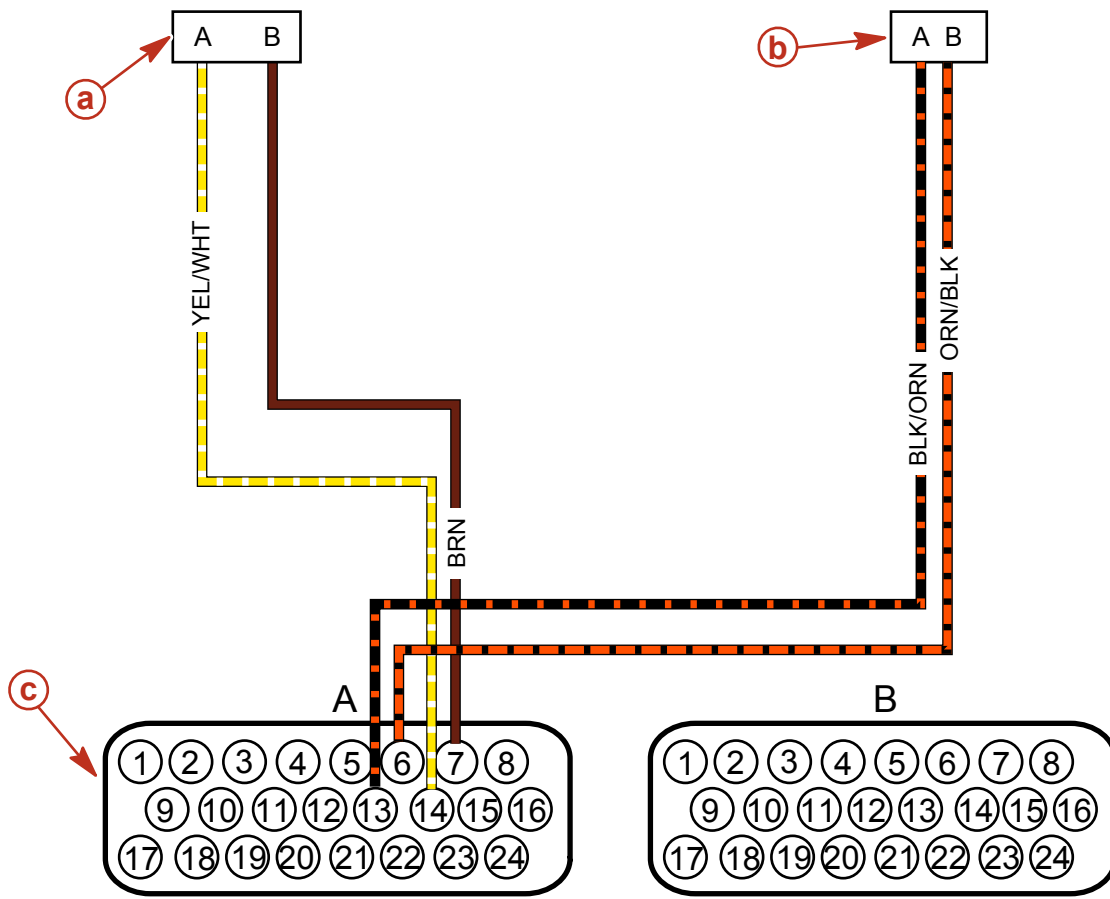 A B
A B
a
b
YEL/WHT
ORN/BLK
BLK/ORN
BRN
c
A
B
1 2 3 4 5 6 7 8
9 10 11 12 13 14 15 16
17 18 19 20 21 22 23 24
1 2 3 4 5 6 7 8
9 10 11 12 13 14 15 16
17 18 19 20 21 22 23 24